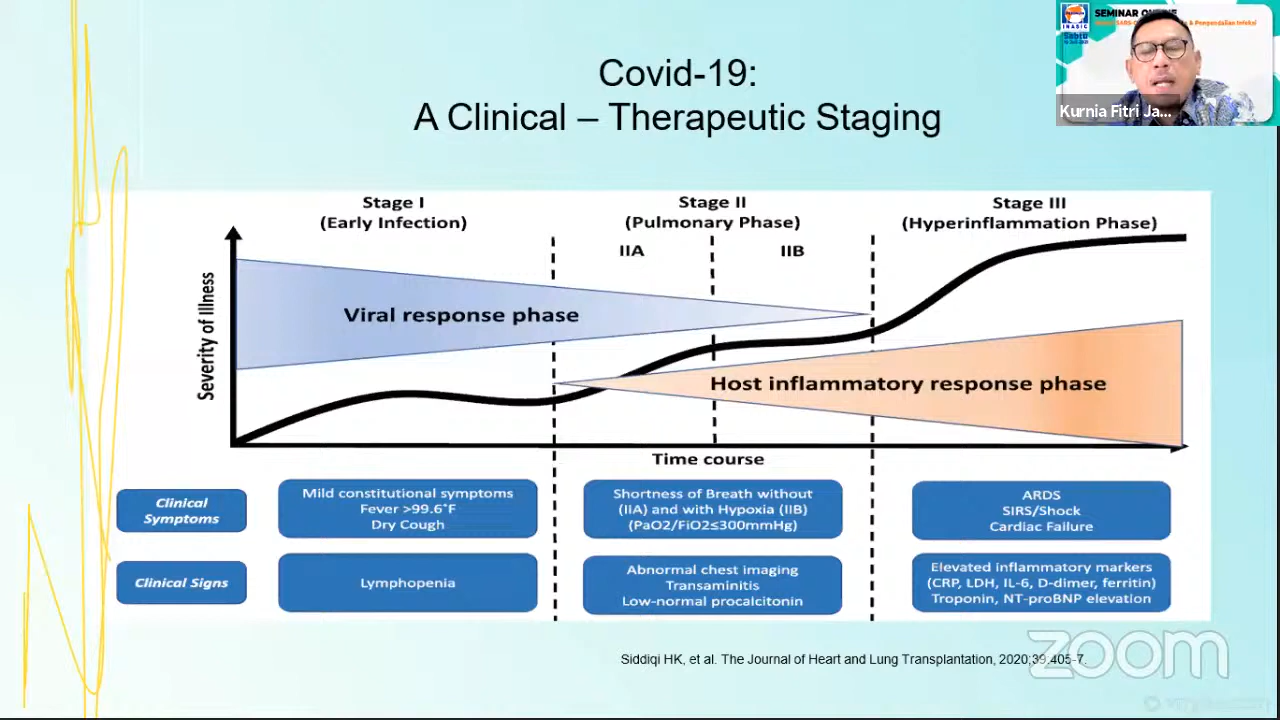 Covid-19:
A Clinical – Therapeutic Staging
SEMINAR ONLINE
& Pengendalian Infeksi
INASIC
Sabtu
Kurnia Fitri Ja...
Stage I
(Early Infection)
Stage II
(Pulmonary Phase)
Stage III
(Hyperinflammation Phase)
IIA
IIB
Severity of Illness
Viral response phase
Host inflammatory response phase
Time course
Clinical
Symptoms
Mild constitutional symptoms
Fever >99.6°F
Dry Cough
Shortness of Breath without
(IIA) and with Hypoxia (IIB)
(PaO2/FiO2≤300mmHg)
ARDS
SIRS/Shock
Cardiac Failure
Clinical Signs
Lymphopenia
Abnormal chest imaging
Transaminitis
Low-normal procalcitonin
Elevated inflammatory markers
(CRP, LDH, IL-6, D-dimer, ferritin)
Troponin, NT-proBNP elevation
Siddiqi HK, et al. The Journal of Heart and Lung Transplantation, 2020;39:405-7.
zoom